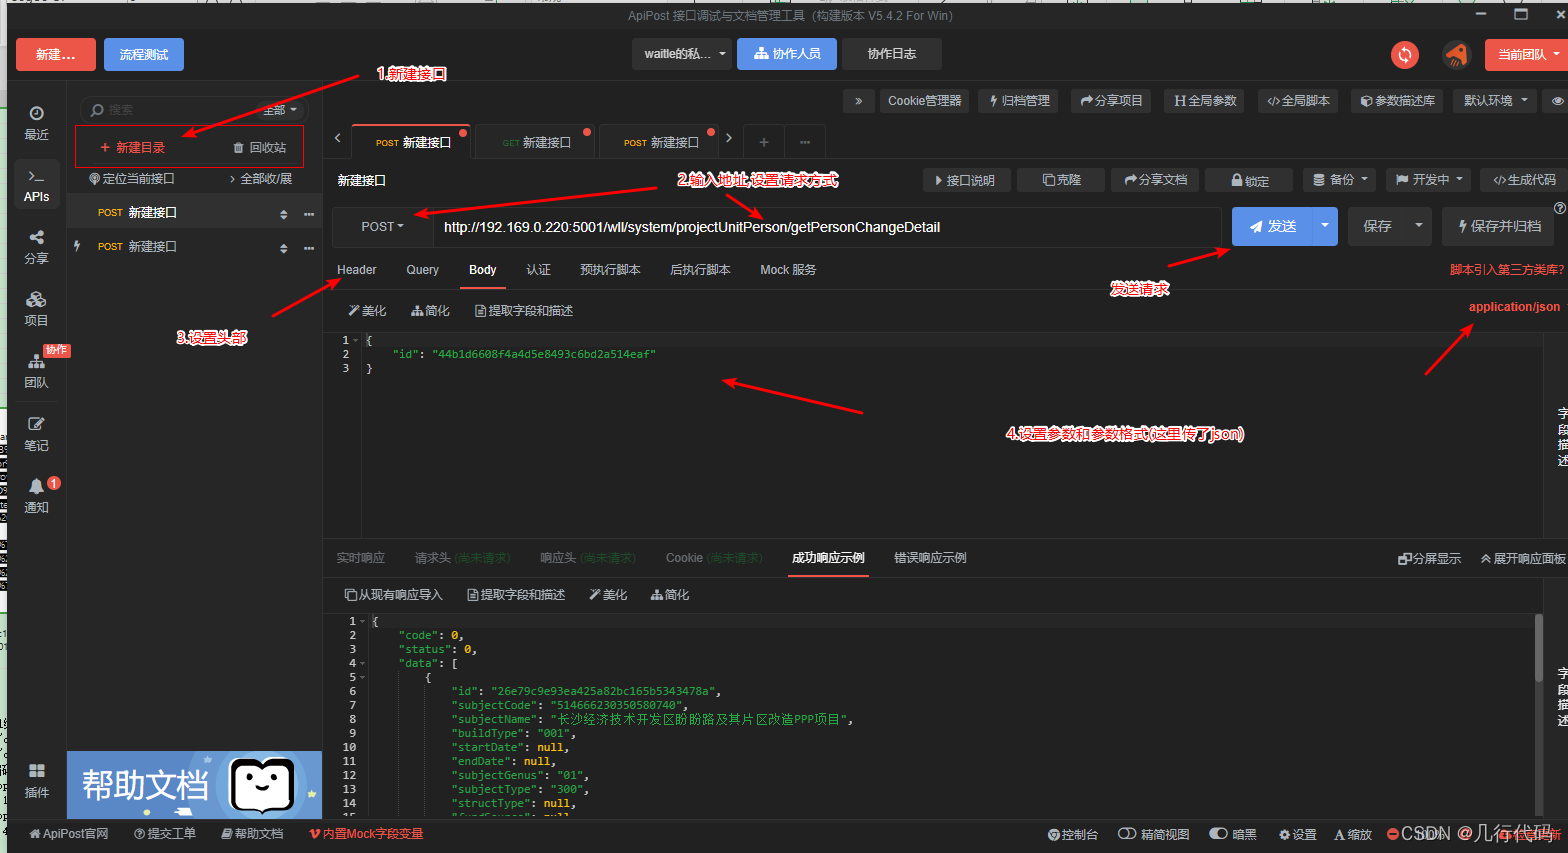 ApiPost 接口调试与文档管理工具（构建版本 V5.4.2 For Win）
新建... 流程测试 waitle的私... 协作人员 协作日志 当前团队
1.新建接口
搜索 全部
» Cookie管理器 归档管理 分享项目 全局参数 </>全局脚本 参数描述库 默认环境
最近
+ 新建目录 回收站
POST 新建接口 GET 新建接口 POST 新建接口 + ...
定位当前接口 > 全部收/展
新建接口 2.输入地址,设置请求方式 接口说明 克隆 分享文档 锁定 备份 开发中 </>生成代码
APIs
POST 新建接口
POST http://192.169.0.220:5001/wll/system/projectUnitPerson/getPersonChangeDetail 发送 保存 保存并归档
POST 新建接口
分享
Header Query Body 认证 预执行脚本 后执行脚本 Mock 服务 脚本引入第三方类库?
发送请求
美化 简化 提取字段和描述 application/json
项目
3.设置头部
1 {
2 "id": "44b1d6608f4a4d5e8493c6bd2a514eaf"
3 }
协作
团队
4.设置参数和参数格式(这里传了json)
字段描述
笔记
1
通知
实时响应 请求头 (尚未请求) 响应头 (尚未请求) Cookie (尚未请求) 成功响应示例 错误响应示例 分屏显示 展开响应面板
从现有响应导入 提取字段和描述 美化 简化
1 {
2 "code": 0,
3 "status": 0,
4 "data": [
5 {
6 "id": "26e79c9e93ea425a82bc165b5343478a",
7 "subjectCode": "514666230350580740",
8 "subjectName": "长沙经济技术开发区盼盼路及其片区改造PPP项目",
9 "buildType": "001",
10 "startDate": null,
11 "endDate": null,
12 "subjectGenus": "01",
13 "subjectType": "300",
14 "structType": null,
字段描述
帮助文档
插件
ApiPost官网 提交工单 帮助文档 内置Mock字段变量 控制台 精简视图 暗黑 设置 缩放
CSDN @几行代码